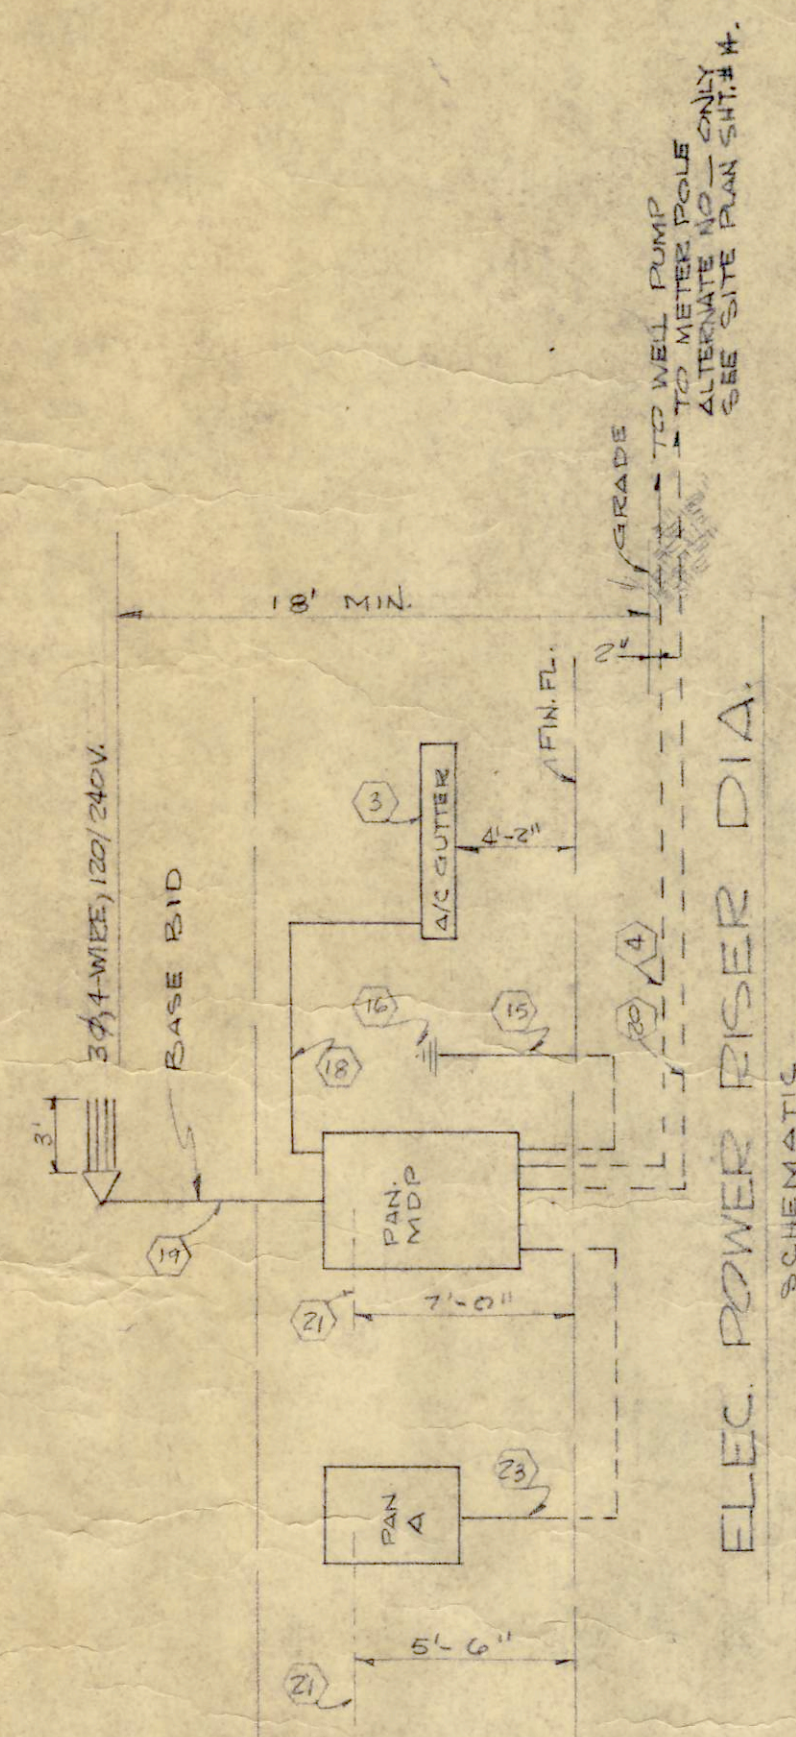 3'
3Ø, 4-WIRE, 120/240V.
BASE BID
19
18' MIN.
GRADE
TO WELL PUMP
TO METER POLE
ALTERNATE NO— ONLY
SEE SITE PLAN SHT. # 14.
2"
FIN. FL.
3
A/C GUTTER
4'-2"
16
15
18
20
4
PAN.
MDP
21
7'-0"
PAN
A
23
21
5'-6"
ELEC. POWER RISER DIA.
SCHEMATIC